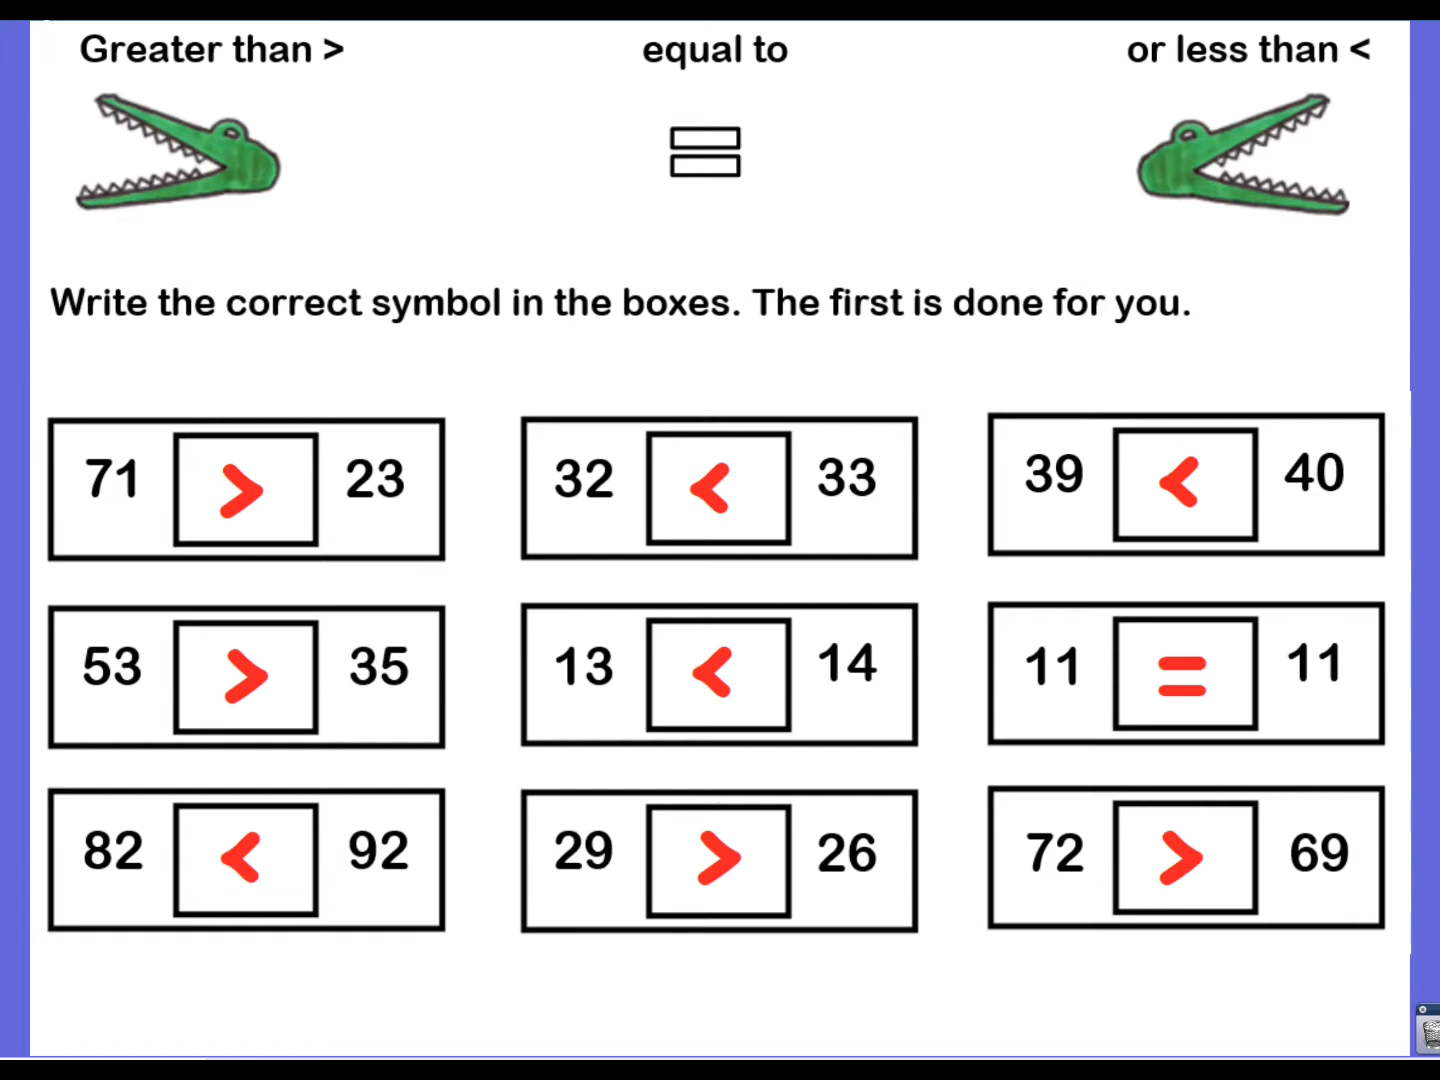 Greater than > equal to or less than <
=
Write the correct symbol in the boxes. The first is done for you.
71 > 23 32 < 33 39 < 40
53 > 35 13 < 14 11 = 11
82 < 92 29 > 26 72 > 69